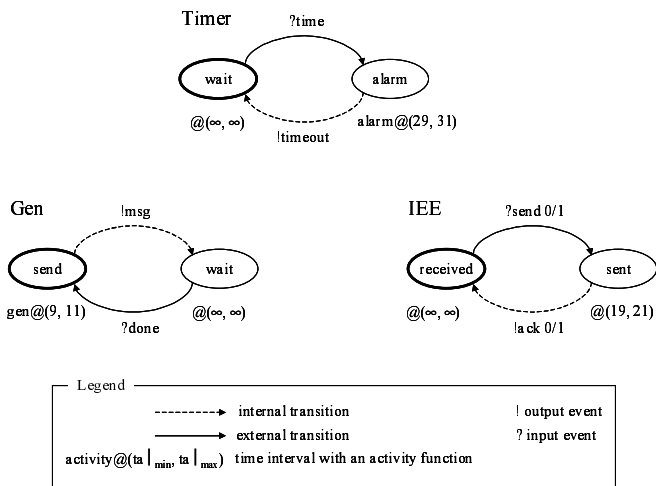 Timer
?time
wait
alarm
@(∞, ∞)
alarm@(29, 31)
!timeout
Gen
!msg
send
wait
gen@(9, 11)
@(∞, ∞)
?done
IEE
?send 0/1
received
sent
@(∞, ∞)
@(19, 21)
!ack 0/1
Legend
internal transition
! output event
external transition
? input event
activity@(ta|min, ta|max) time interval with an activity function